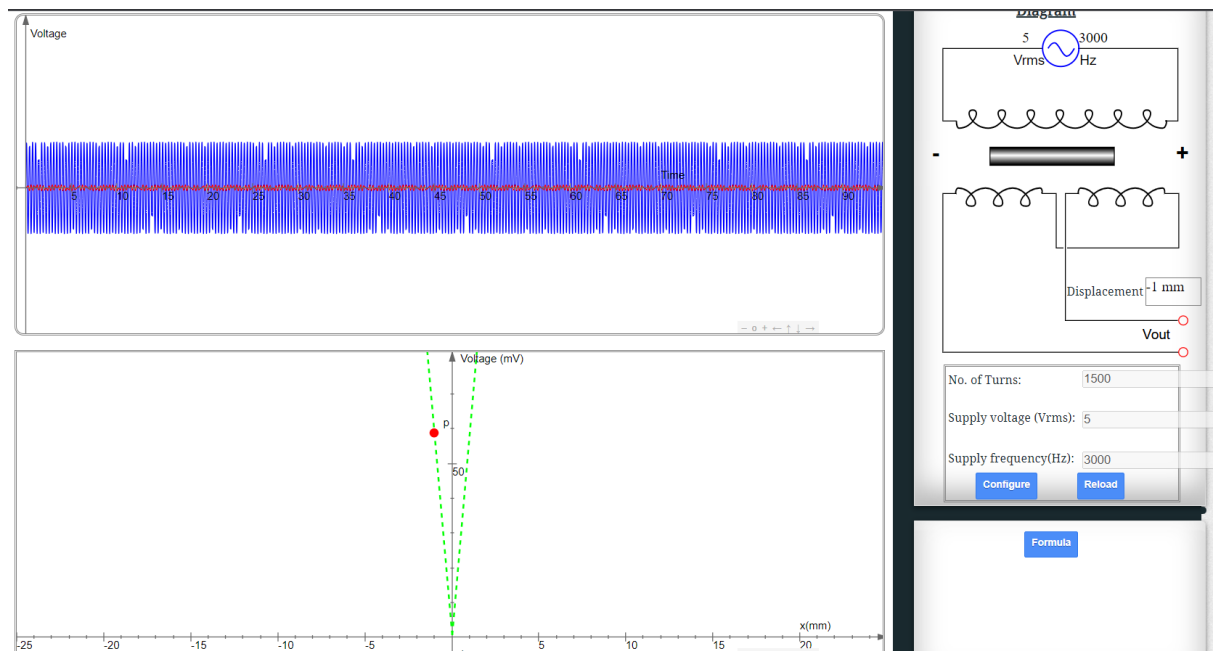 Voltage
Time
5 10 15 20 25 30 35 40 45 50 55 60 65 70 75 80 85 90
− o + ← ↑ ↓ →
Voltage (mV)
p
50
x(mm)
-25 -20 -15 -10 -5 5 10 15 20
Diagram
5 3000
Vrms Hz
- +
Displacement -1 mm
Vout
No. of Turns: 1500
Supply voltage (Vrms): 5
Supply frequency(Hz): 3000
Configure Reload
Formula